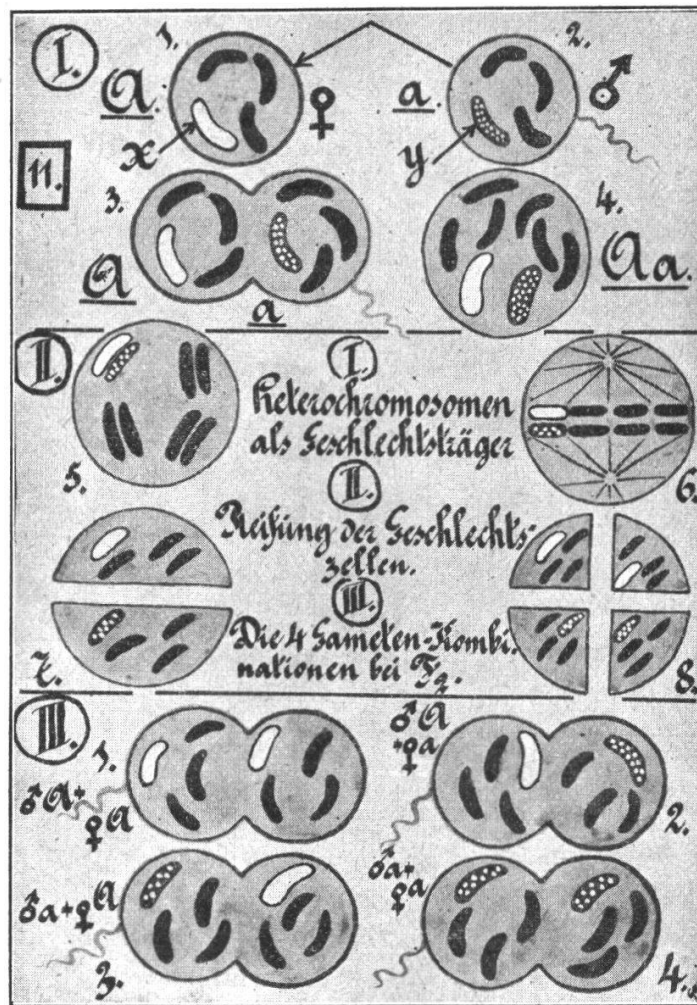 I.
1.
2.
A.
a
♀
♂
x
y
11.
3.
4.
A
a
Aa.
II.
I.
Heterochromosomen
als Geschlechtsträger
5.
6.
II.
Reifung der Geschlechts-
zellen.
III.
Die 4 Gameten-Kombi-
nationen bei F₂.
7.
8.
III.
1.
♂A+
♀A
♂A
+♀a
2.
♂a+♀A
3.
♂a+
♀a
4.